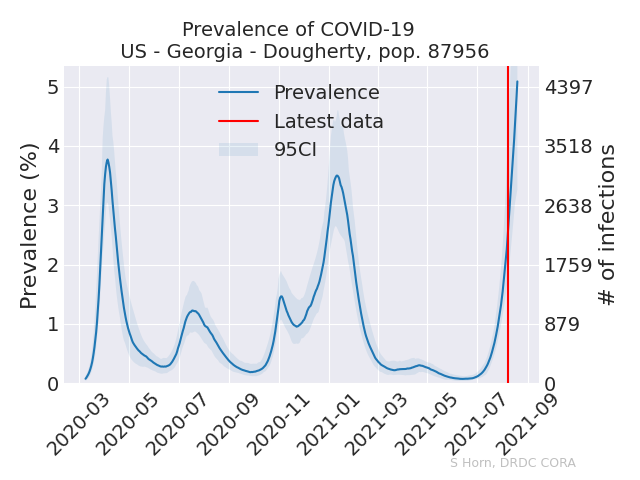 Prevalence of COVID-19
US - Georgia - Dougherty, pop. 87956
Prevalence
Latest data
95CI
Prevalence (%)
5
4
3
2
1
0
4397
3518
2638
1759
879
0
# of infections
2020-03
2020-05
2020-07
2020-09
2020-11
2021-01
2021-03
2021-05
2021-07
2021-09
S Horn, DRDC CORA